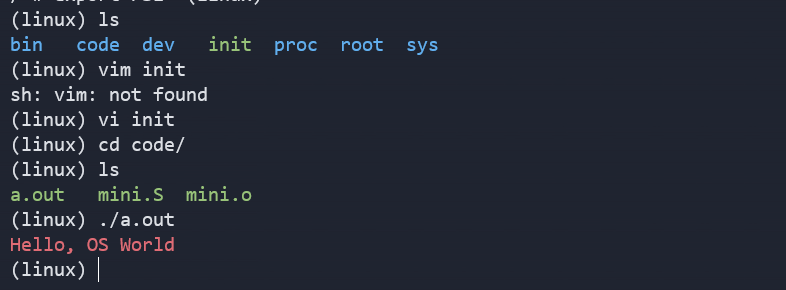 (linux) ls
bin   code  dev   init  proc  root  sys
(linux) vim init
sh: vim: not found
(linux) vi init
(linux) cd code/
(linux) ls
a.out   mini.S  mini.o
(linux) ./a.out
Hello, OS World
(linux)